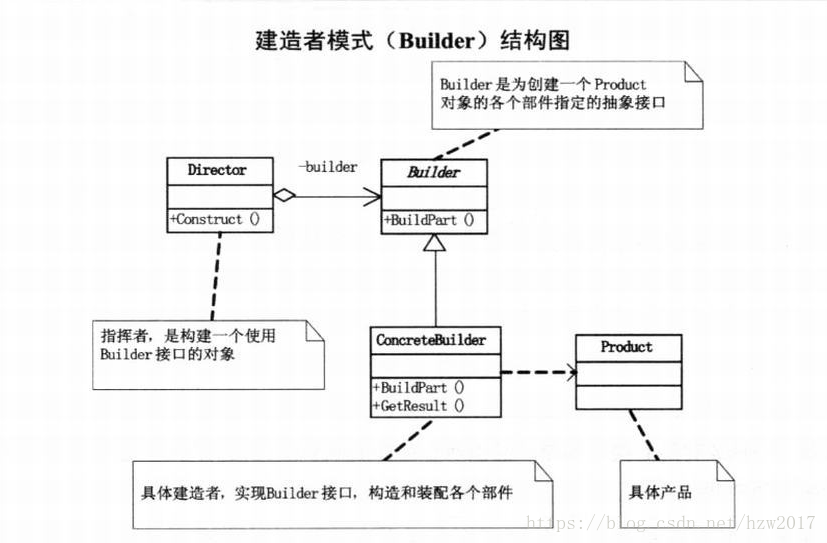 建造者模式（Builder）结构图
Builder是为创建一个Product
对象的各个部件指定的抽象接口
Director
-builder
Builder
+Construct ()
+BuildPart ()
指挥者，是构建一个使用
Builder接口的对象
ConcreteBuilder
Product
+BuildPart ()
+GetResult ()
具体建造者，实现Builder接口，构造和装配各个部件
具体产品
https://blog.csdn.net/hzw2017